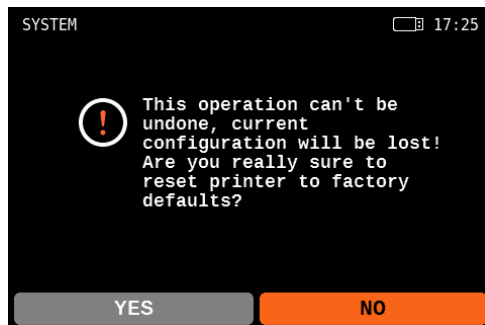 SYSTEM 17:25
This operation can't be
undone, current
configuration will be lost!
Are you really sure to
reset printer to factory
defaults?
YES NO